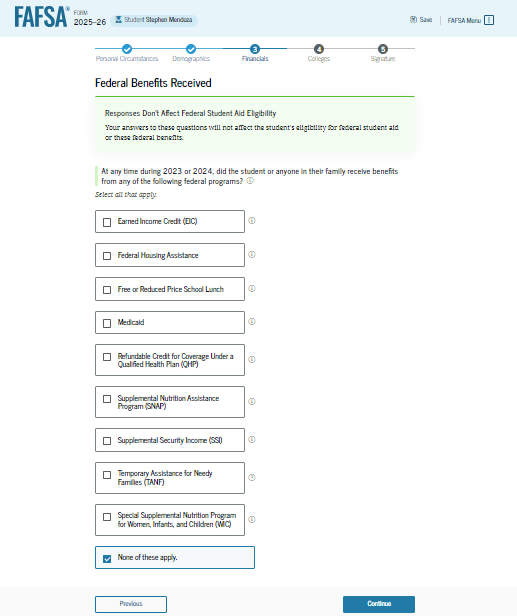 FAFSA® FORM 2025–26 Student Stephen Mendoza Save FAFSA Menu
3 4 5
Personal Circumstances Demographics Financials Colleges Signature
Federal Benefits Received
Responses Don't Affect Federal Student Aid Eligibility
Your answers to these questions will not affect the student's eligibility for federal student aid
or these federal benefits.
At any time during 2023 or 2024, did the student or anyone in their family receive benefits
from any of the following federal programs?
Select all that apply.
Earned Income Credit (EIC)
Federal Housing Assistance
Free or Reduced Price School Lunch
Medicaid
Refundable Credit for Coverage Under a
Qualified Health Plan (QHP)
Supplemental Nutrition Assistance
Program (SNAP)
Supplemental Security Income (SSI)
Temporary Assistance for Needy
Families (TANF)
Special Supplemental Nutrition Program
for Women, Infants, and Children (WIC)
None of these apply.
Previous Continue